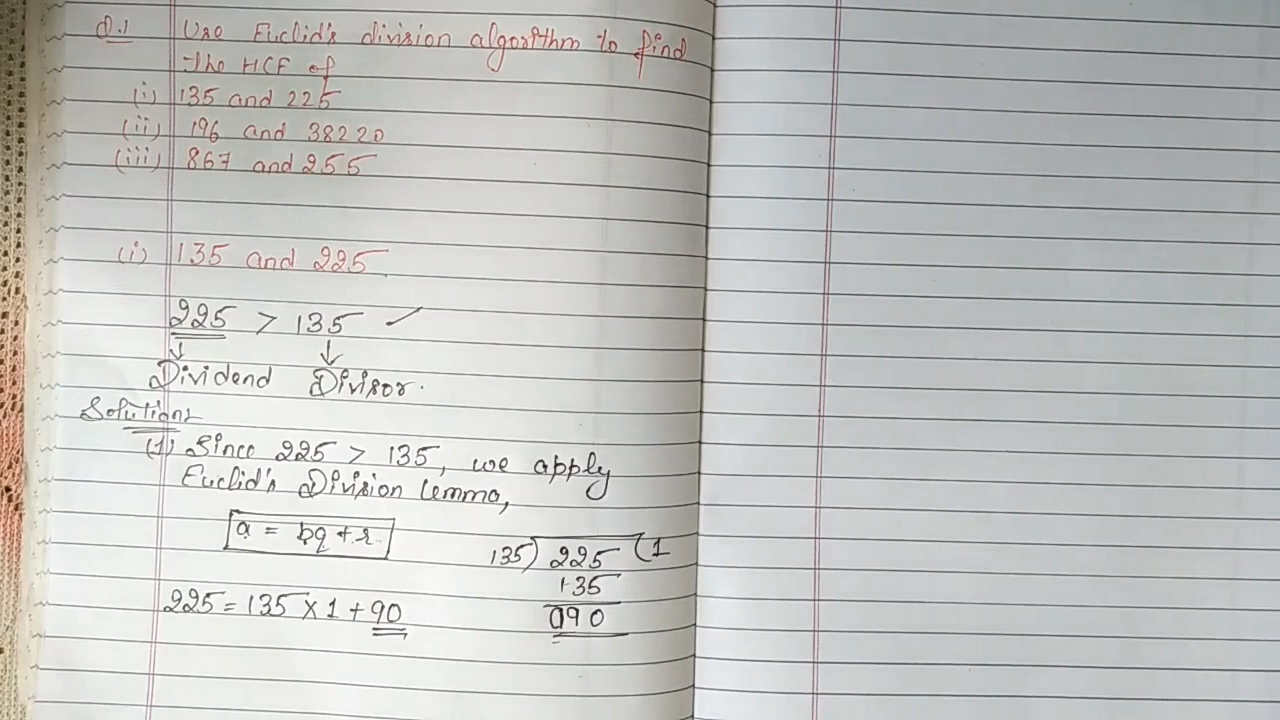 Q.1 Use Euclid's division algorithm to find
the HCF of
(i) 135 and 225
(ii) 196 and 38220
(iii) 867 and 255
(i) 135 and 225
225 > 135 ✓
↓ ↓
Dividend Divisor.
Solution:
(1) Since 225 > 135, we apply
Euclid's Division lemma,
a = bq + r
135) 225 (1
135
225 = 135 × 1 + 90
090